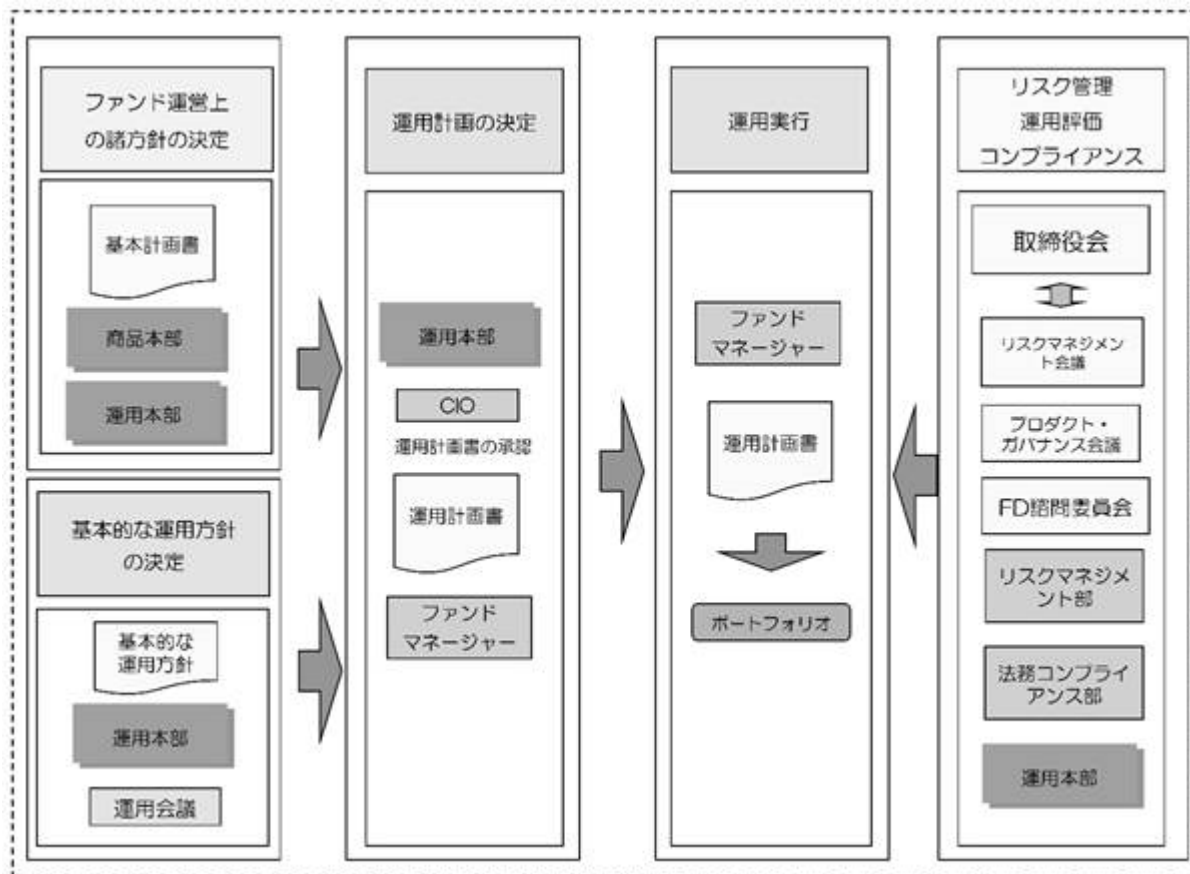 ファンド運営上
の諸方針の決定
基本計画書
商品本部
運用本部
基本的な運用方針
の決定
基本的な
運用方針
運用本部
運用会議
運用計画の決定
運用本部
CIO
運用計画書の承認
運用計画書
ファンド
マネージャー
運用実行
ファンド
マネージャー
運用計画書
ポートフォリオ
リスク管理
運用評価
コンプライアンス
取締役会
リスクマネジメン
ト会議
プロダクト・
ガバナンス会議
FD諮問委員会
リスクマネジメ
ント部
法務コンプライ
アンス部
運用本部